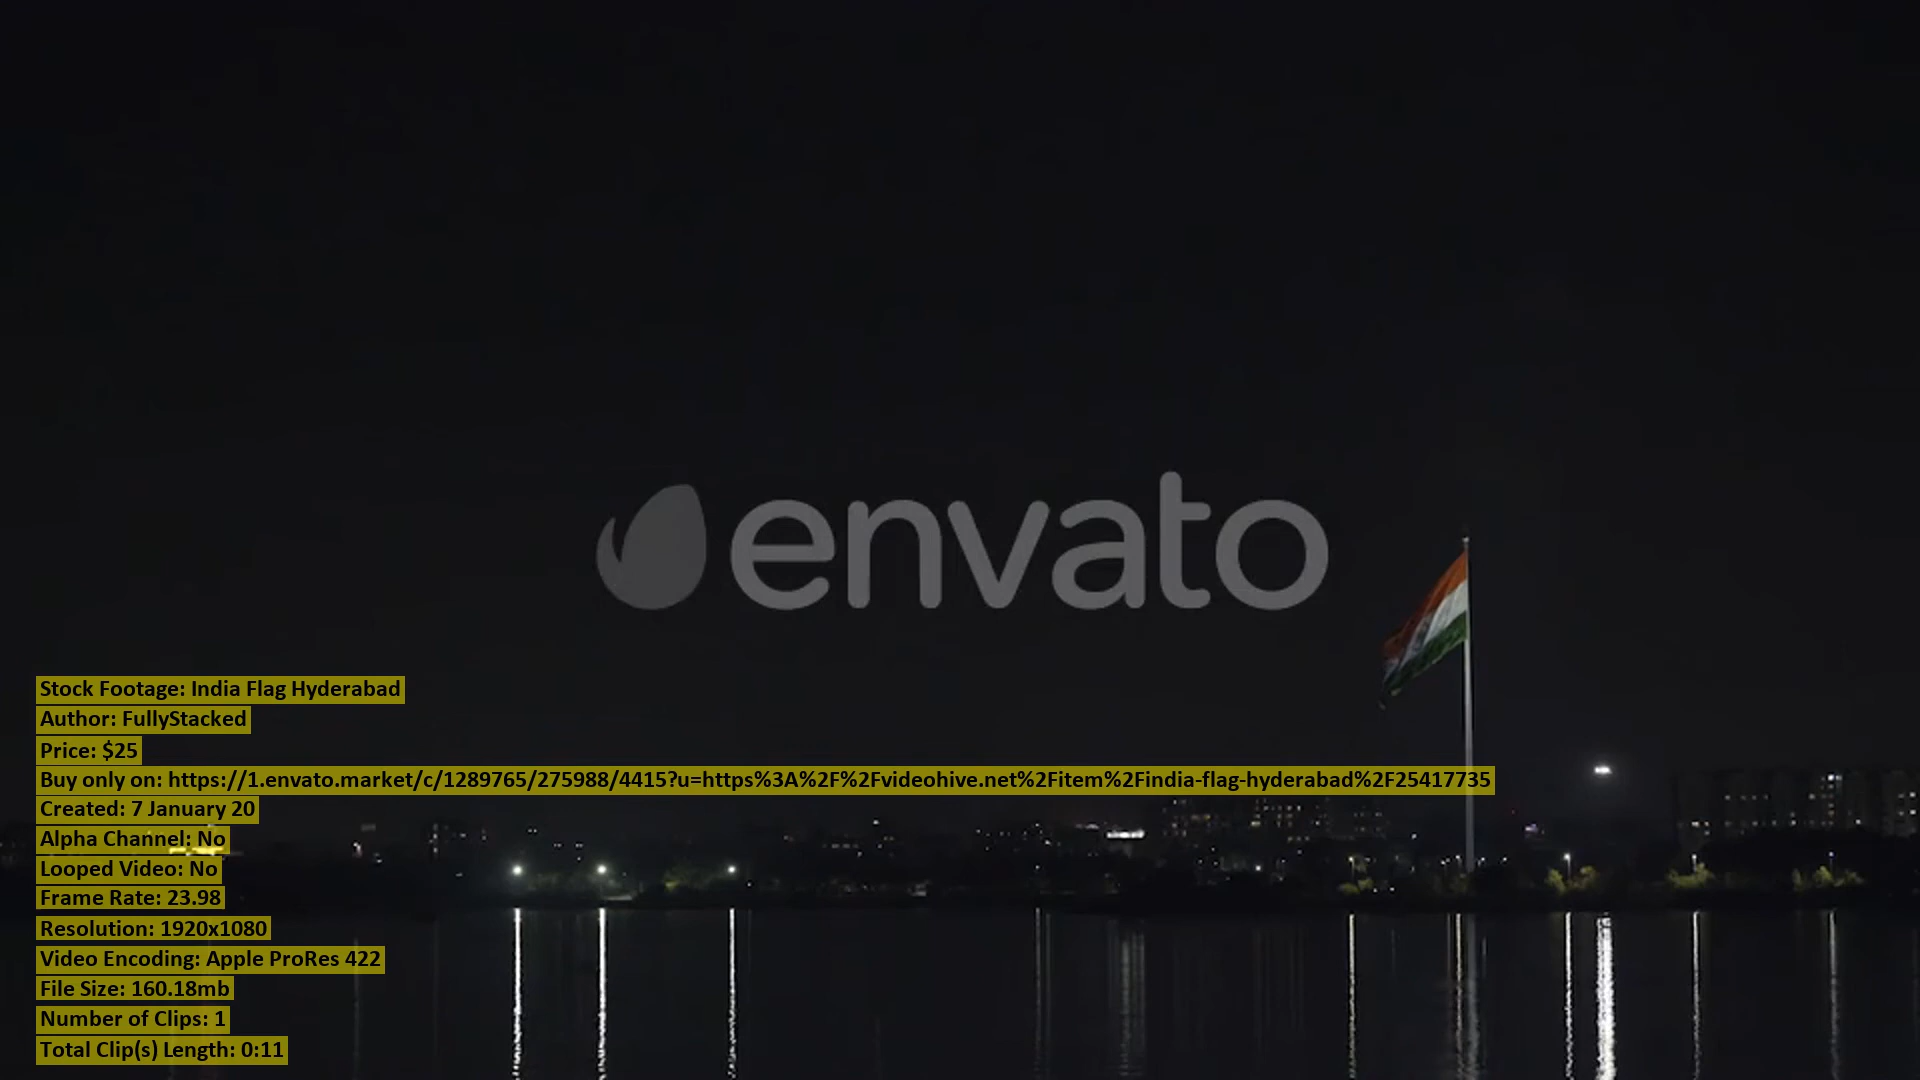 envato
Stock Footage: India Flag Hyderabad
Author: FullyStacked
Price: $25
Buy only on: https://1.envato.market/c/1289765/275988/4415?u=https%3A%2F%2Fvideohive.net%2Fitem%2Findia-flag-hyderabad%2F25417735
Created: 7 January 20
Alpha Channel: No
Looped Video: No
Frame Rate: 23.98
Resolution: 1920x1080
Video Encoding: Apple ProRes 422
File Size: 160.18mb
Number of Clips: 1
Total Clip(s) Length: 0:11